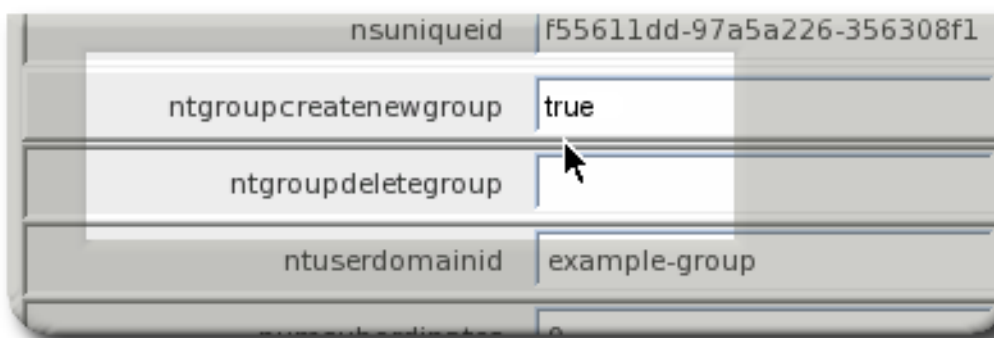 nsuniqueid f55611dd-97a5a226-356308f1
ntgroupcreatenewgroup true
ntgroupdeletegroup
ntuserdomainid example-group